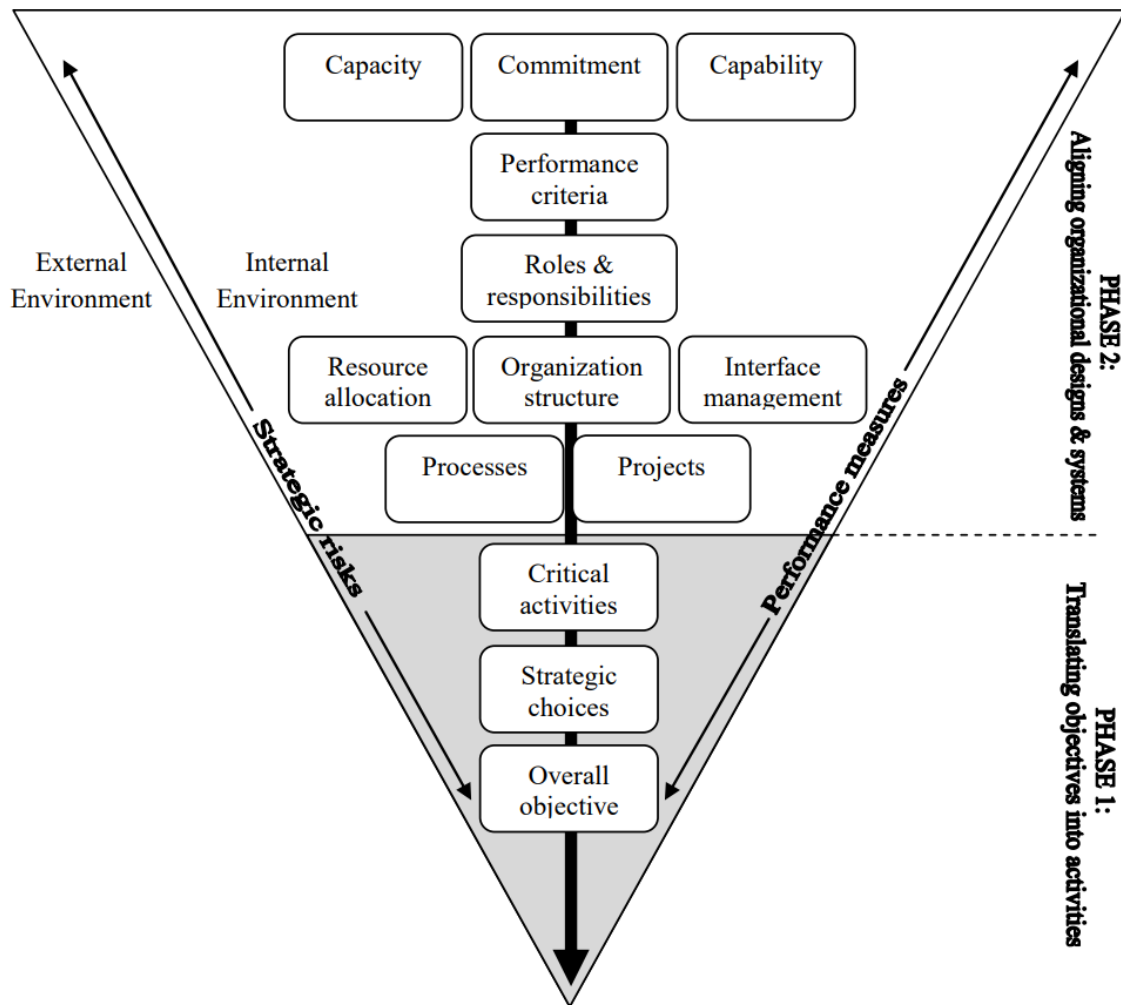 Capacity
Commitment
Capability
Performance
criteria
Roles &
responsibilities
External
Environment
Internal
Environment
Resource
allocation
Organization
structure
Interface
management
Processes
Projects
Critical
activities
Strategic
choices
Overall
objective
Strategic risks
Performance measures
PHASE 2:
Aligning organizational designs & systems
PHASE 1:
Translating objectives into activities